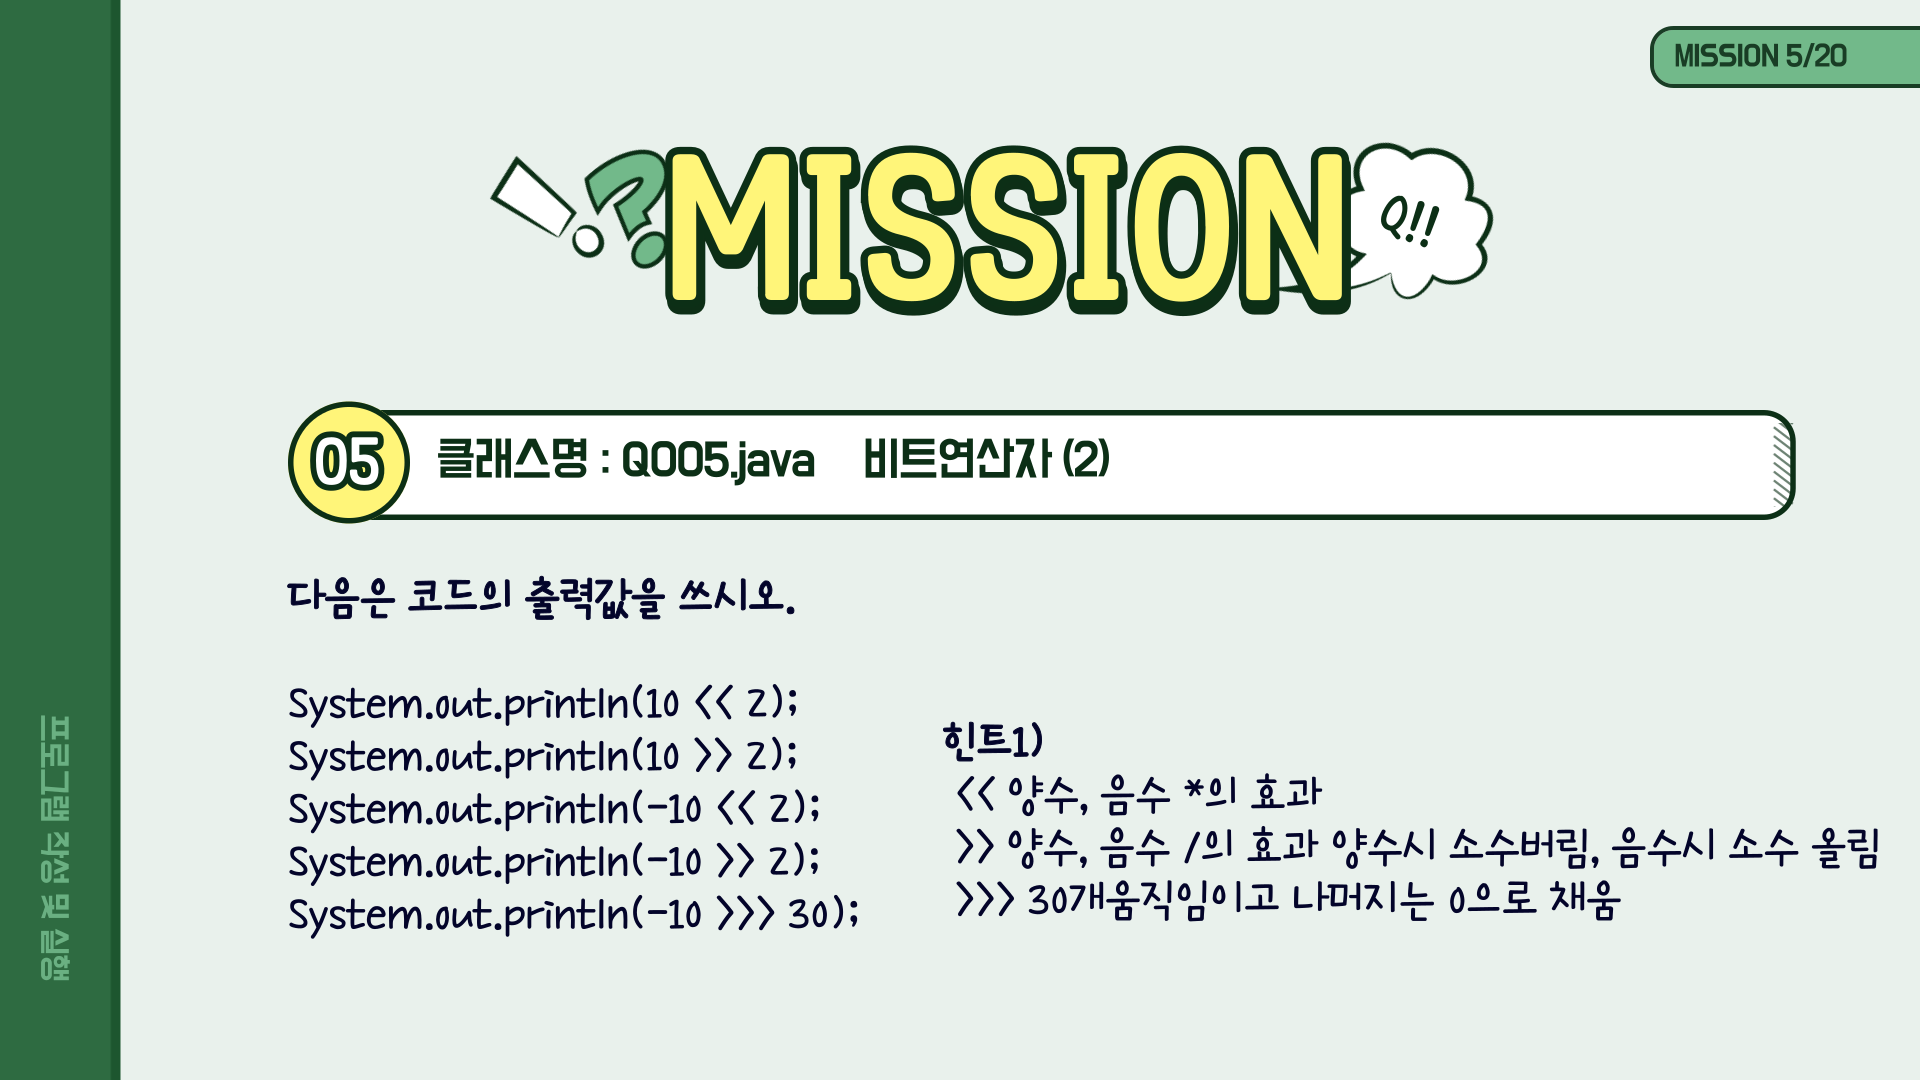 MISSION 5/20
MISSION
Q!!
05 클래스명 : Q005.java 비트연산자 (2)
다음은 코드의 출력값을 쓰시오.
System.out.println(10 << 2);
System.out.println(10 >> 2);
System.out.println(-10 << 2);
System.out.println(-10 >> 2);
System.out.println(-10 >>> 30);
힌트1)
<< 양수, 음수 *의 효과
>> 양수, 음수 /의 효과 양수시 소수버림, 음수시 소수 올림
>>> 30개움직임이고 나머지는 0으로 채움
프로그램 작성 및 실행